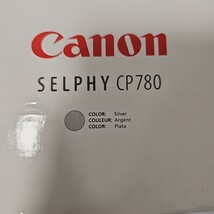 Canon
SELPHY CP780
COLOR: Silver
COULEUR: Argent
COLOR: Plata